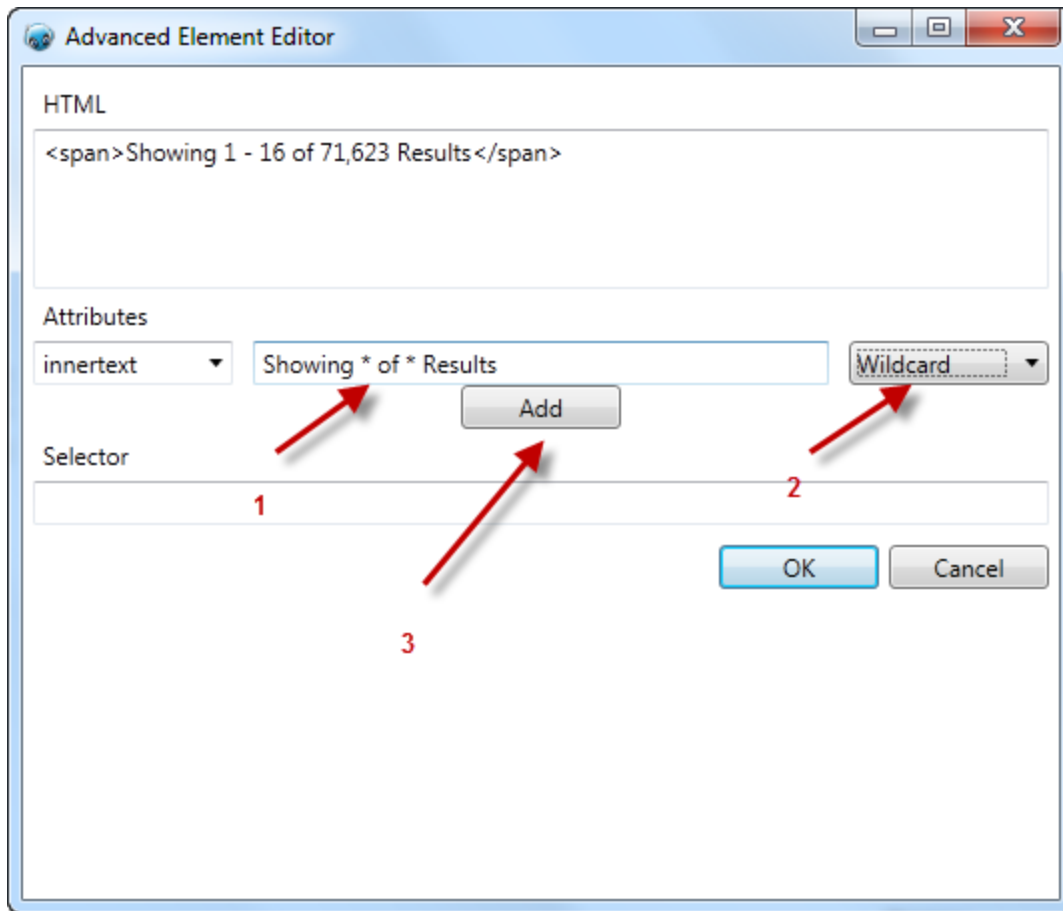 Advanced Element Editor
HTML
<span>Showing 1 - 16 of 71,623 Results</span>
Attributes
innertext Showing * of * Results Wildcard
Add
Selector
1
2
OK Cancel
3